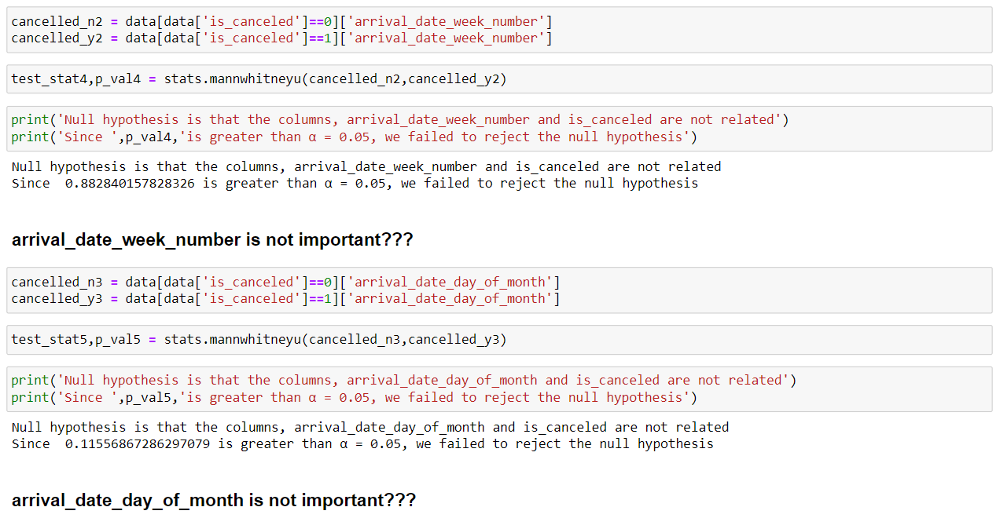 cancelled_n2 = data[data['is_canceled']==0]['arrival_date_week_number']
cancelled_y2 = data[data['is_canceled']==1]['arrival_date_week_number']
test_stat4,p_val4 = stats.mannwhitneyu(cancelled_n2,cancelled_y2)
print('Null hypothesis is that the columns, arrival_date_week_number and is_canceled are not related')
print('Since ',p_val4,'is greater than α = 0.05, we failed to reject the null hypothesis')
Null hypothesis is that the columns, arrival_date_week_number and is_canceled are not related
Since  0.882840157828326 is greater than α = 0.05, we failed to reject the null hypothesis
arrival_date_week_number is not important???
cancelled_n3 = data[data['is_canceled']==0]['arrival_date_day_of_month']
cancelled_y3 = data[data['is_canceled']==1]['arrival_date_day_of_month']
test_stat5,p_val5 = stats.mannwhitneyu(cancelled_n3,cancelled_y3)
print('Null hypothesis is that the columns, arrival_date_day_of_month and is_canceled are not related')
print('Since ',p_val5,'is greater than α = 0.05, we failed to reject the null hypothesis')
Null hypothesis is that the columns, arrival_date_day_of_month and is_canceled are not related
Since  0.11556867286297079 is greater than α = 0.05, we failed to reject the null hypothesis
arrival_date_day_of_month is not important???